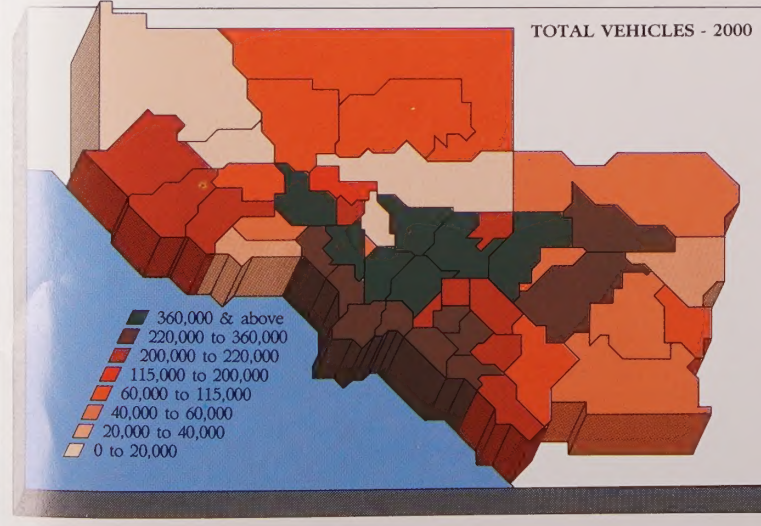 TOTAL VEHICLES - 2000
360,000 & above
220,000 to 360,000
200,000 to 220,000
115,000 to 200,000
60,000 to 115,000
40,000 to 60,000
20,000 to 40,000
0 to 20,000